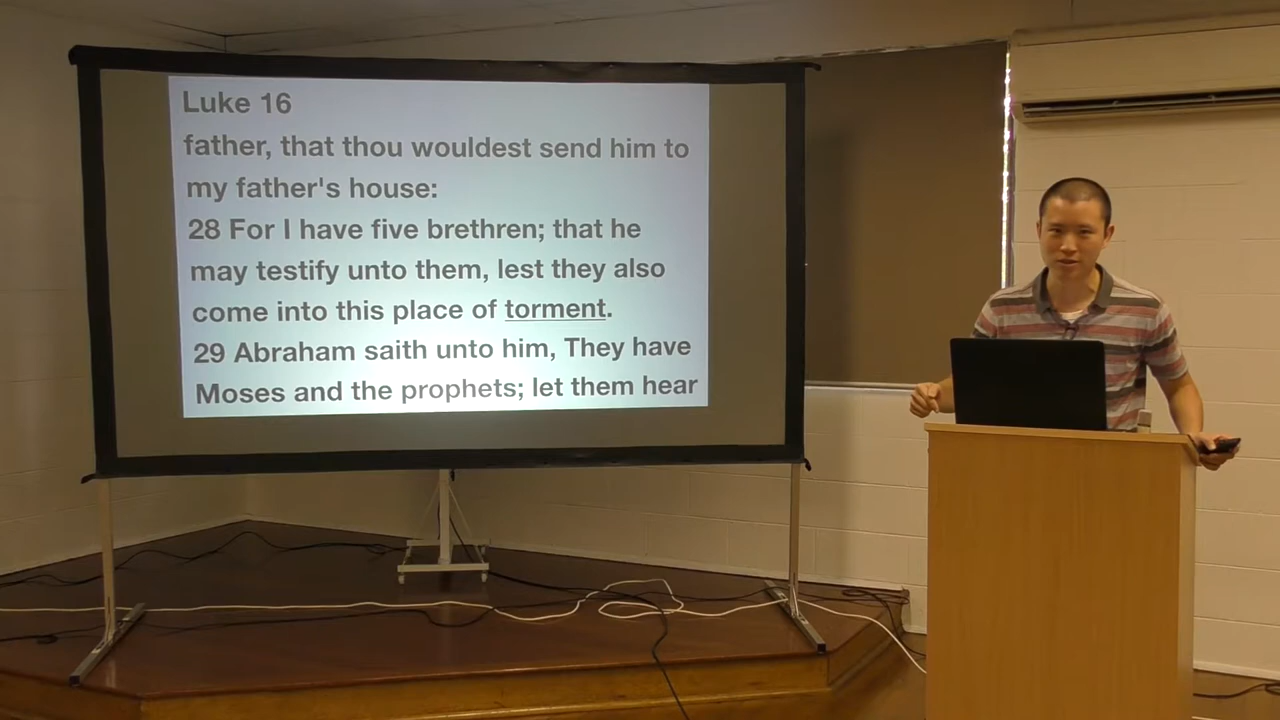 Luke 16
father, that thou wouldest send him to
my father's house:
28 For I have five brethren; that he
may testify unto them, lest they also
come into this place of torment.
29 Abraham saith unto him, They have
Moses and the prophets; let them hear